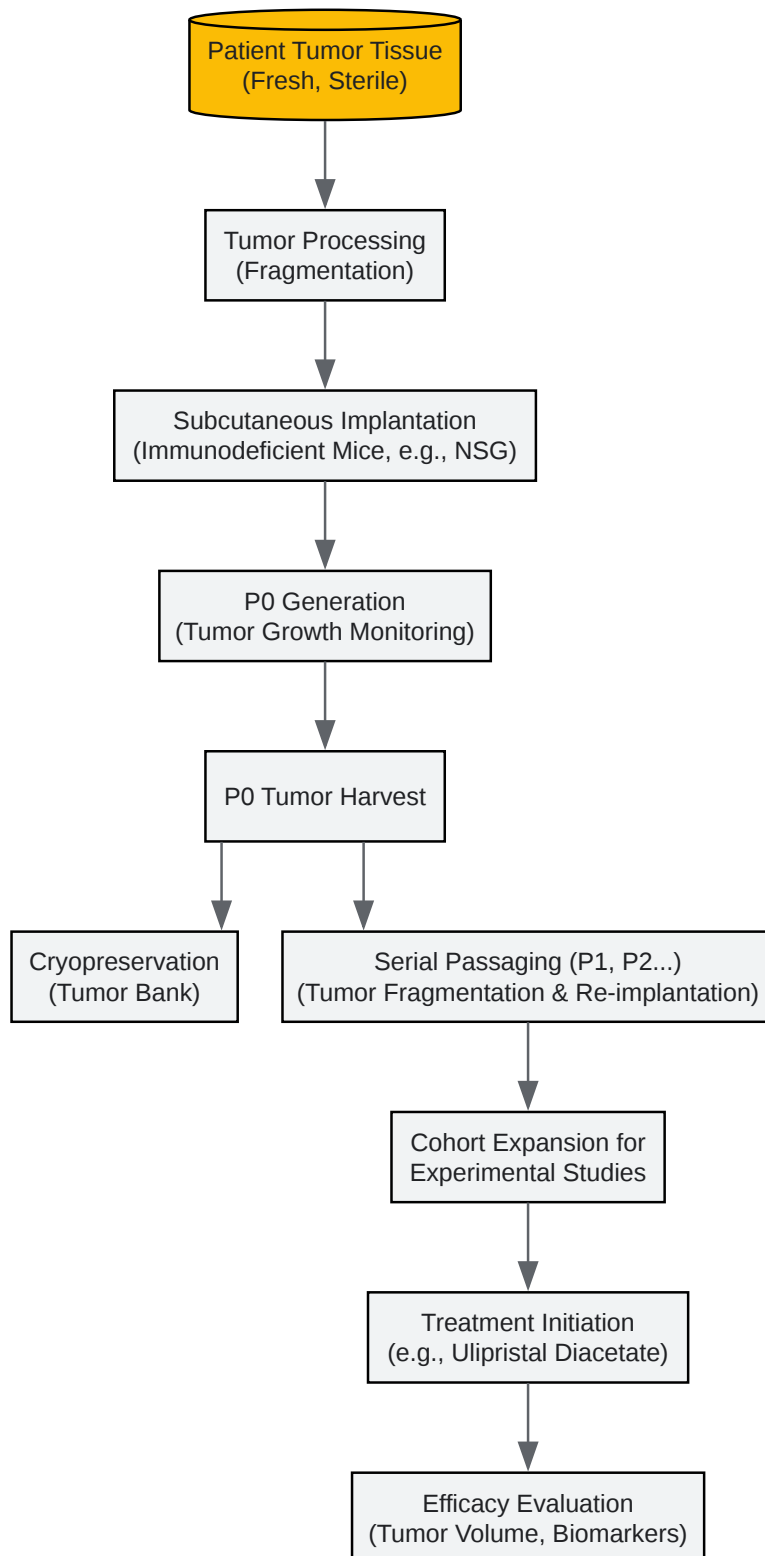 Patient Tumor Tissue
(Fresh, Sterile)
Tumor Processing
(Fragmentation)
Subcutaneous Implantation
(Immunodeficient Mice, e.g., NSG)
P0 Generation
(Tumor Growth Monitoring)
P0 Tumor Harvest
Cryopreservation
(Tumor Bank)
Serial Passaging (P1, P2...)
(Tumor Fragmentation & Re-implantation)
Cohort Expansion for
Experimental Studies
Treatment Initiation
(e.g., Ulipristal Diacetate)
Efficacy Evaluation
(Tumor Volume, Biomarkers)